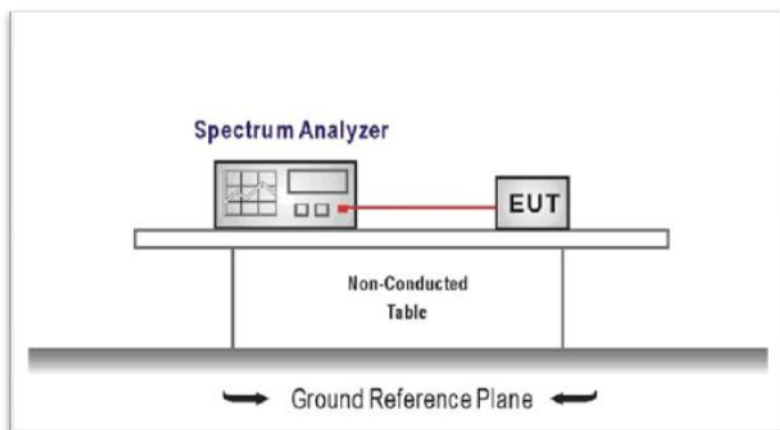 Spectrum Analyzer
EUT
Non-Conducted
Table
Ground Reference Plane